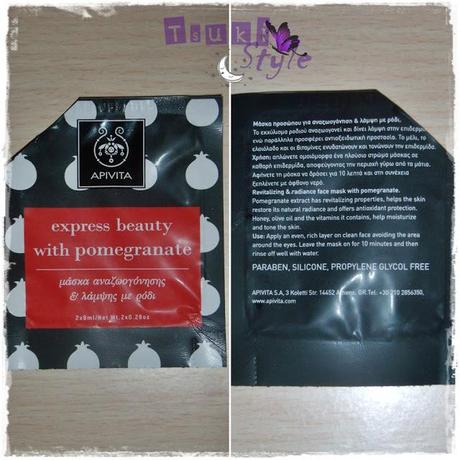 Tsuki
Style
APIVITA
express beauty
with pomegranate
μάσκα αναζωογόνησης
& λάμψης με ρόδι
2x8ml/Net Wt. 2x0.28oz
Μάσκα προσώπου για αναζωογόνηση & λάμψη με ρόδι.
Το εκχύλισμα ροδιού αναζωογονεί και δίνει λάμψη στην επιδερμίδα
ενώ παράλληλα προσφέρει αντιοξειδωτική προστασία. Το μέλι, το
ελαιόλαδο και οι βιταμίνες ενυδατώνουν και τονώνουν την επιδερμίδα.
Χρήση: απλώνετε ομοιόμορφα ένα πλούσιο στρώμα μάσκας σε
καθαρή επιδερμίδα, αποφεύγοντας την περιοχή γύρω από τα μάτια.
Αφήνετε τη μάσκα να δράσει για 10 λεπτά και στη συνέχεια
ξεπλένετε με άφθονο νερό.
Revitalizing & radiance face mask with pomegranate.
Pomegranate extract has revitalizing properties, helps the skin
restore its natural radiance and offers antioxidant protection.
Honey, olive oil and the vitamins it contains, help moisturize
and tone the skin.
Use: Apply an even, rich layer on clean face avoiding the area
around the eyes. Leave the mask on for 10 minutes and then
rinse off well with water.
PARABEN, SILICONE, PROPYLENE GLYCOL FREE
APIVITA S.A, 3 Koletti Str. 14452 Athens, GR. Tel.: +30 210 2856350,
www.apivita.com